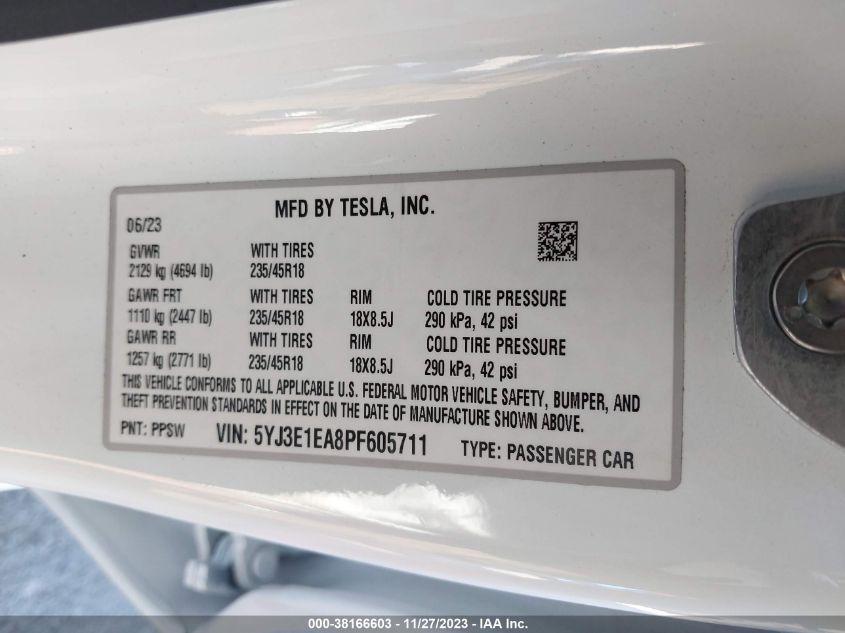 MFD BY TESLA, INC.
06/23
GVWR WITH TIRES
2129 kg (4694 lb) 235/45R18
GAWR FRT WITH TIRES RIM COLD TIRE PRESSURE
1110 kg (2447 lb) 235/45R18 18X8.5J 290 kPa, 42 psi
GAWR RR WITH TIRES RIM COLD TIRE PRESSURE
1257 kg (2771 lb) 235/45R18 18X8.5J 290 kPa, 42 psi
THIS VEHICLE CONFORMS TO ALL APPLICABLE U.S. FEDERAL MOTOR VEHICLE SAFETY, BUMPER, AND
THEFT PREVENTION STANDARDS IN EFFECT ON THE DATE OF MANUFACTURE SHOWN ABOVE.
PNT: PPSW VIN: 5YJ3E1EA8PF605711 TYPE: PASSENGER CAR
000-38166603 - 11/27/2023 - IAA Inc.